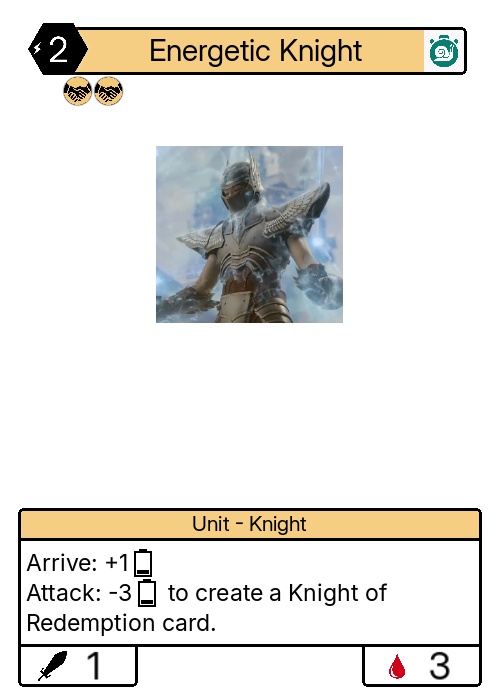 2
Energetic Knight
Unit - Knight
Arrive: +1
Attack: -3 to create a Knight of
Redemption card.
1
3